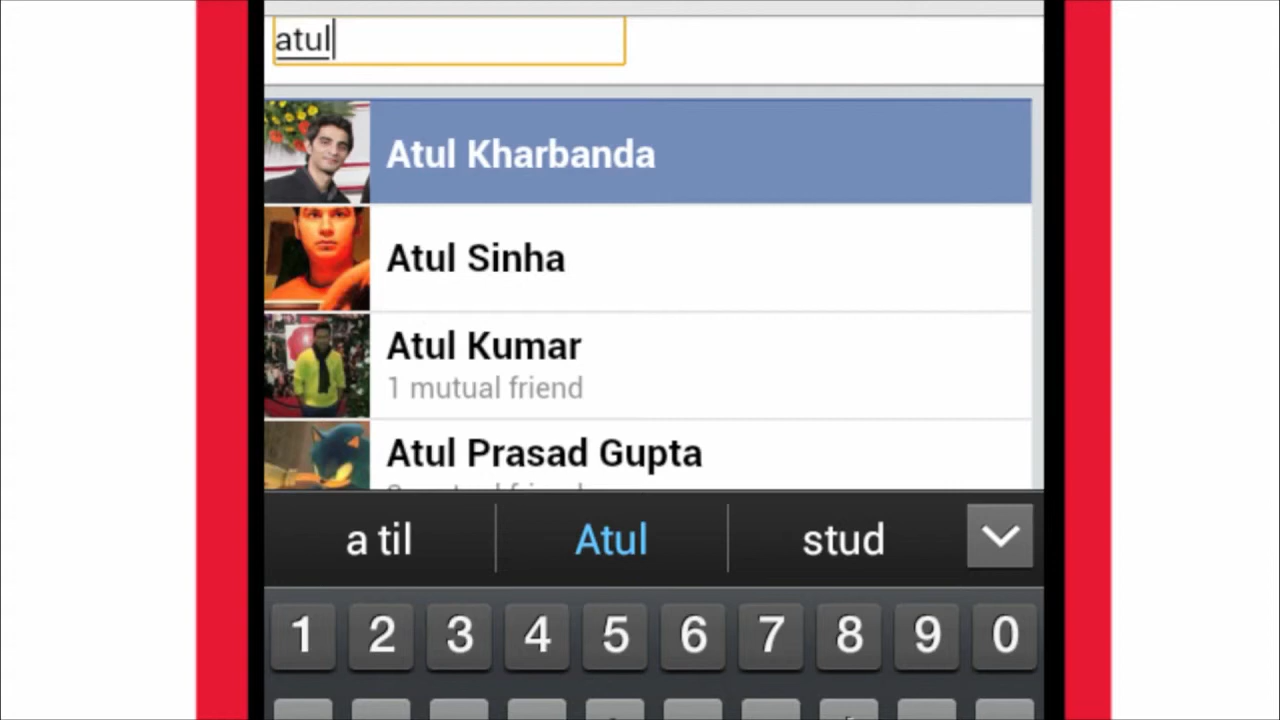 atul
Atul Kharbanda
Atul Sinha
Atul Kumar
1 mutual friend
Atul Prasad Gupta
a til Atul stud
1 2 3 4 5 6 7 8 9 0